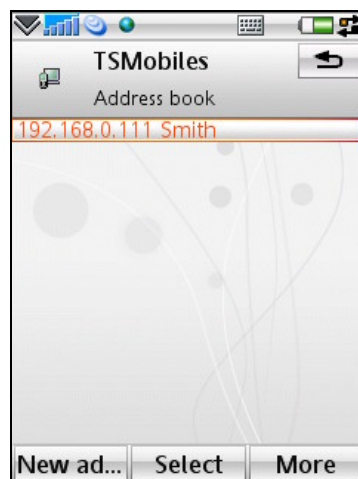 TSMobiles
Address book
192.168.0.111 Smith
New ad... Select More